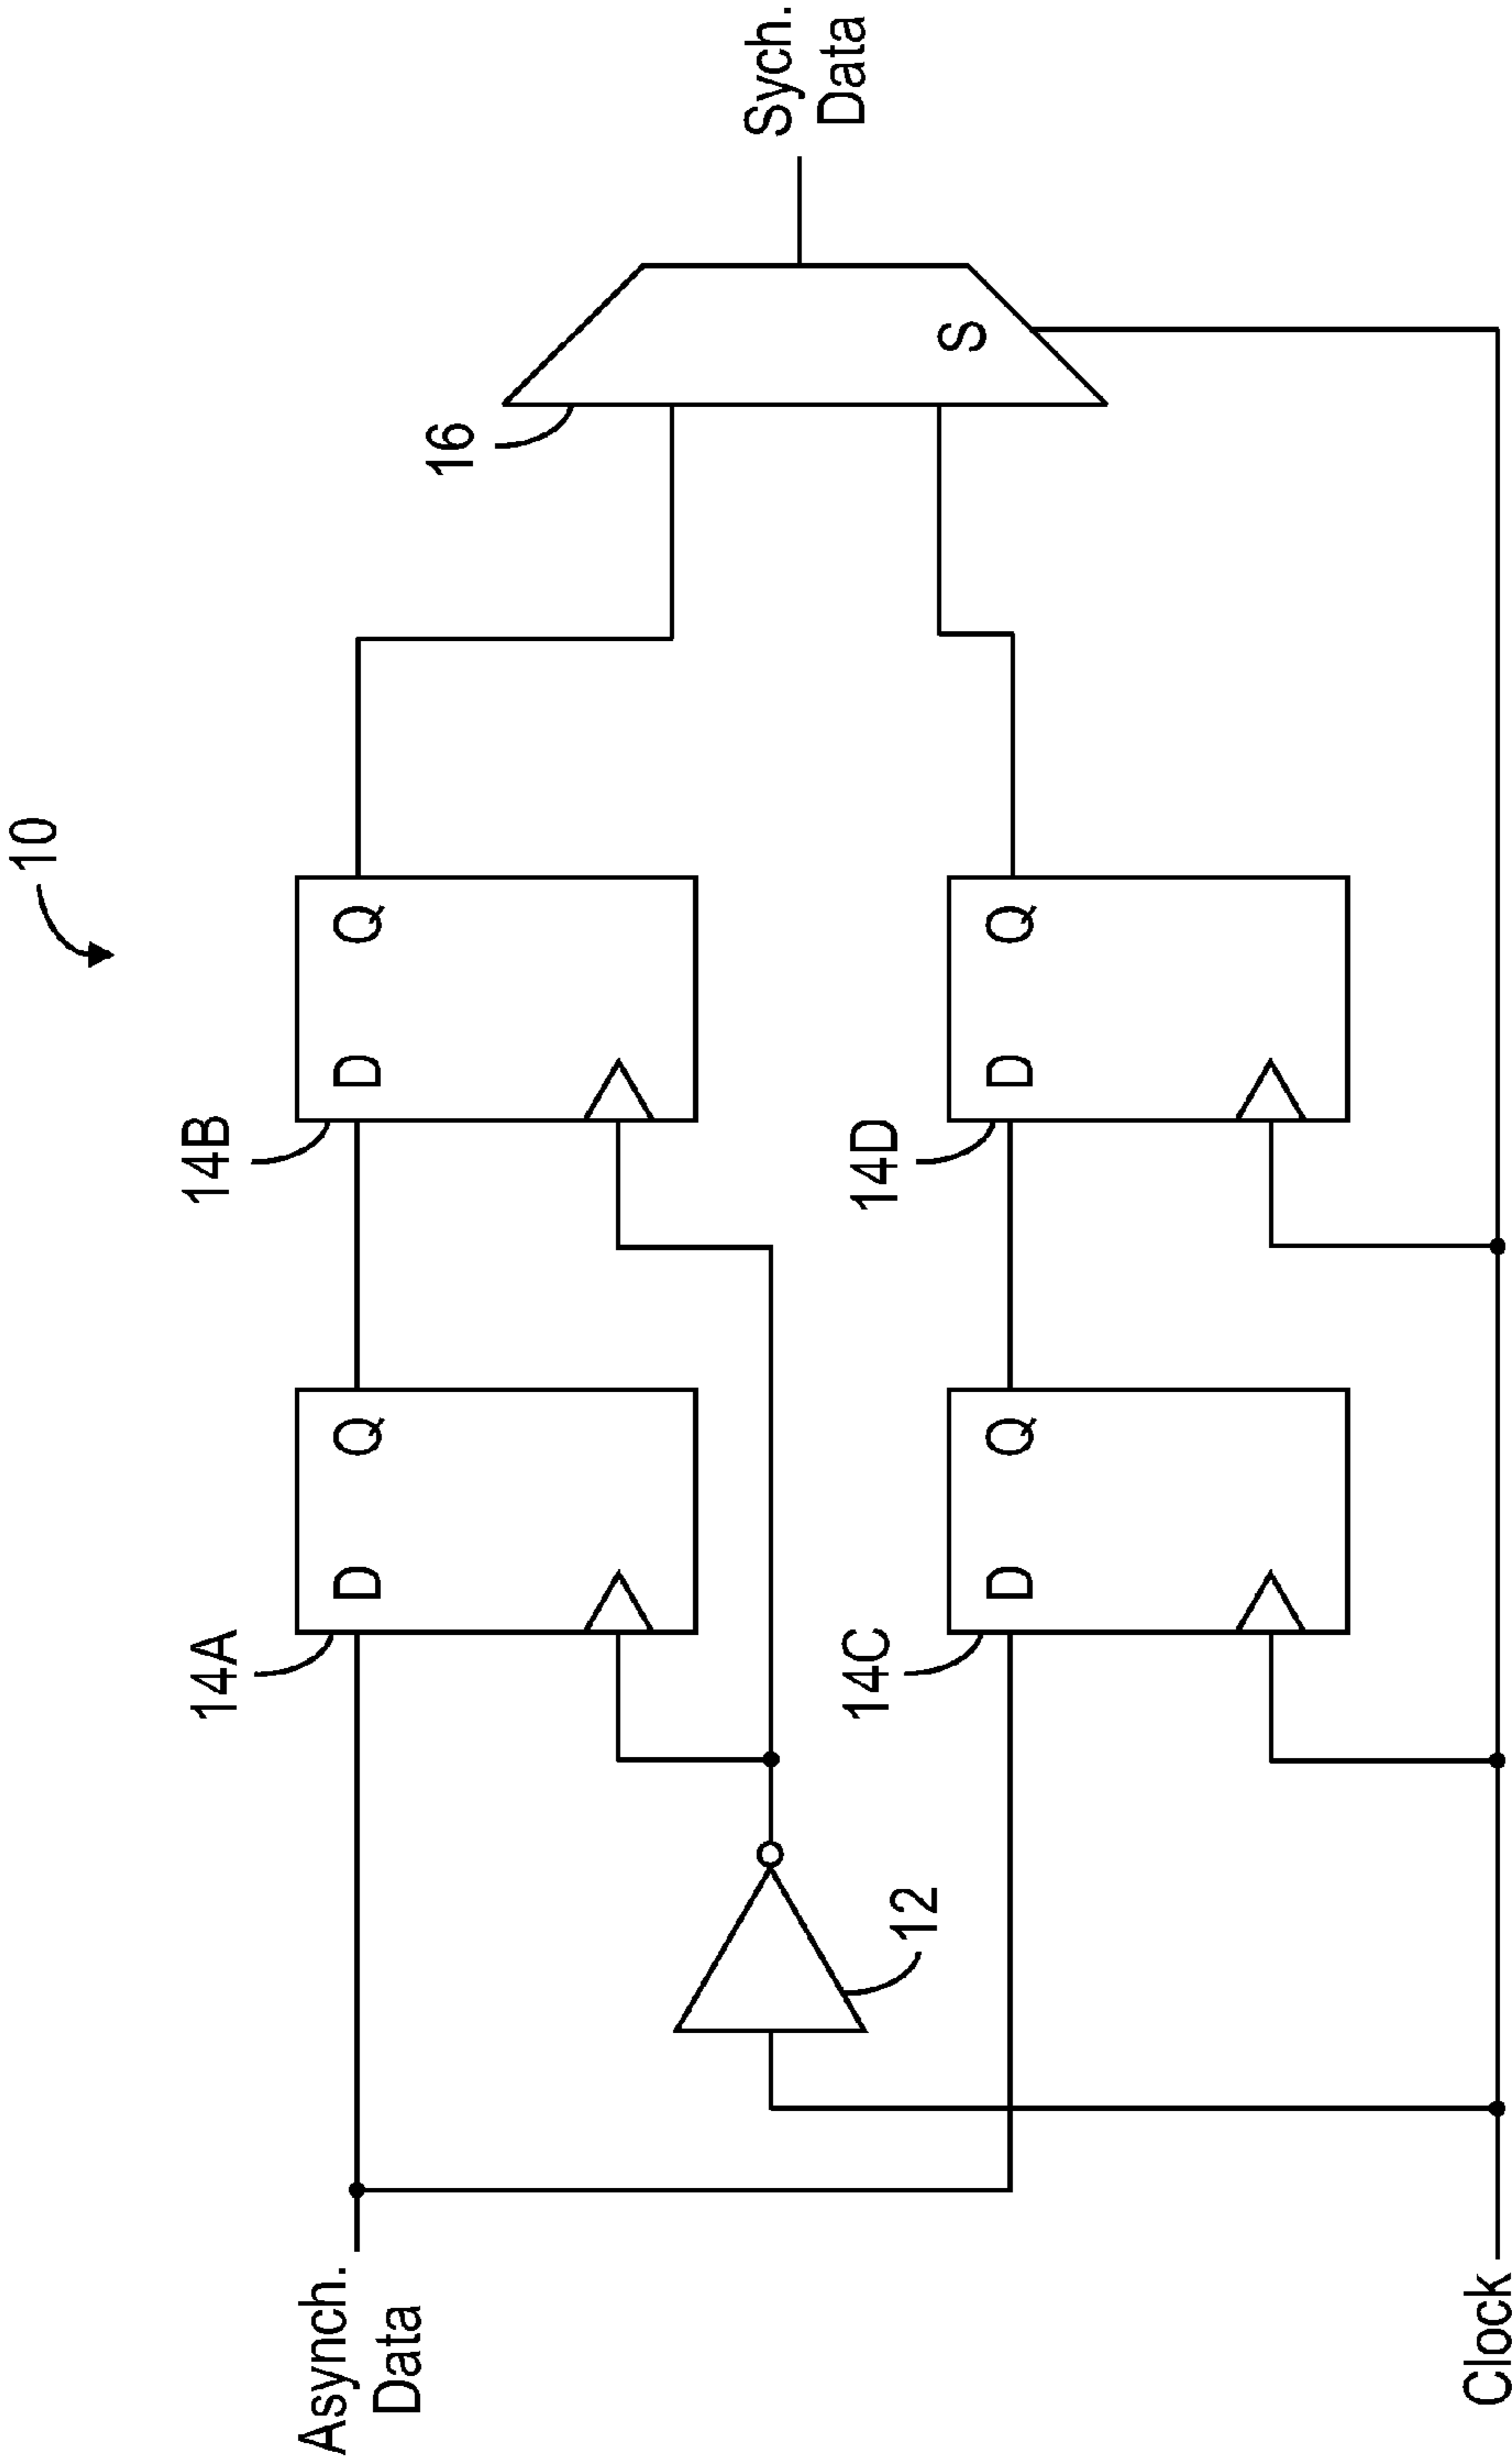 10
16
Sych.
Data
14B
D
Q
14A
D
Q
Asynch.
Data
S
12
14D
D
Q
14C
D
Q
Clock